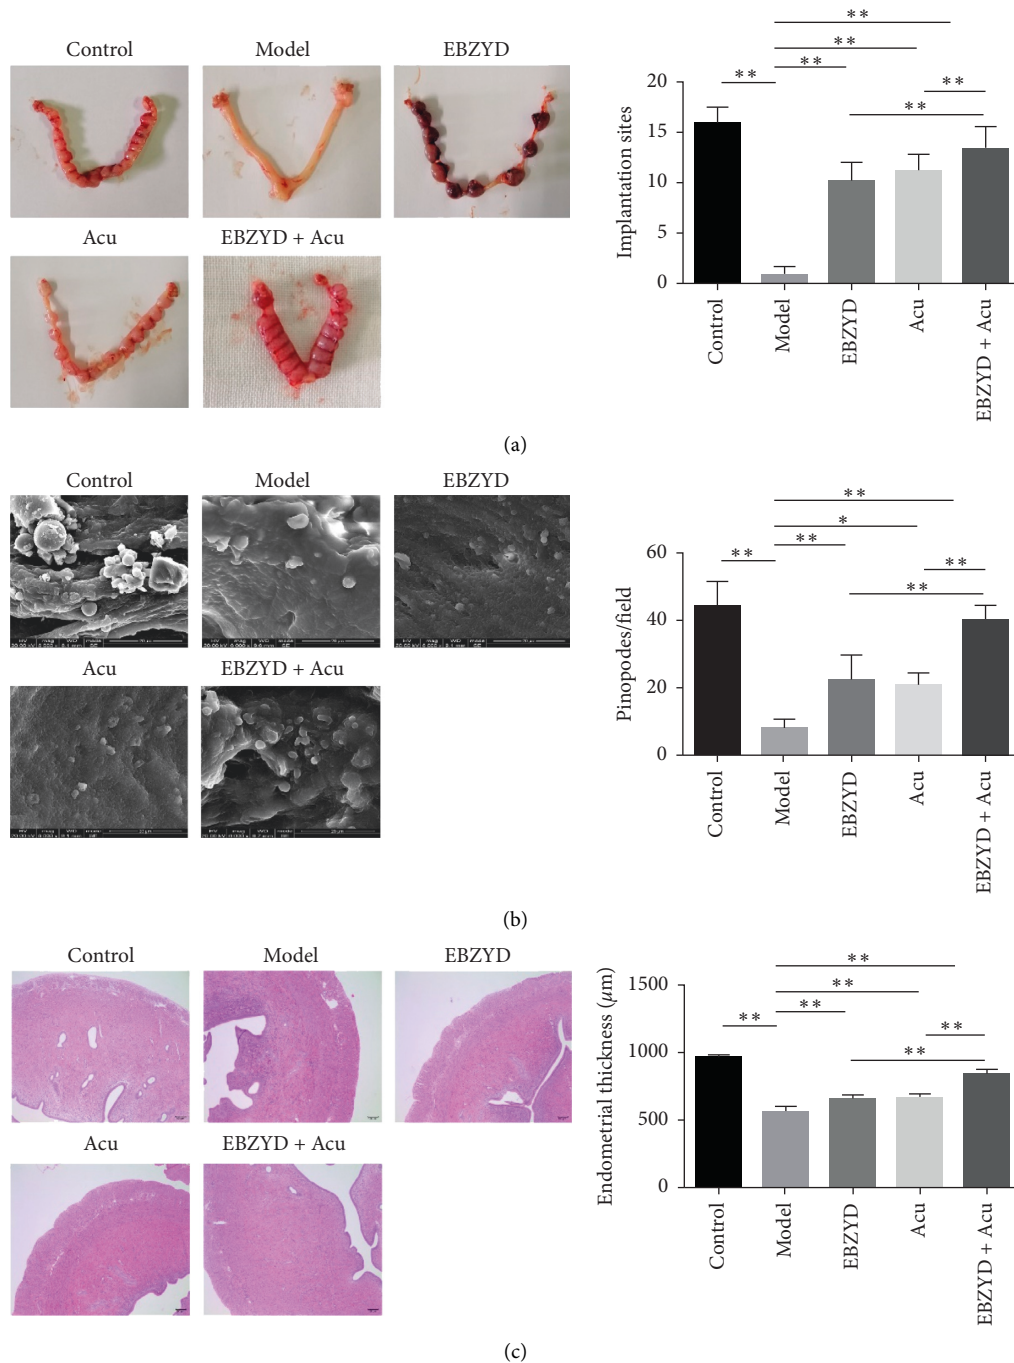 Control Model EBZYD
Acu EBZYD + Acu
** ** ** ** ** **
Implantation sites
20
15
10
5
0
Control Model EBZYD Acu EBZYD + Acu
(a)
Control Model EBZYD
Acu EBZYD + Acu
** * ** ** ** **
Pinopodes/field
60
40
20
0
Control Model EBZYD Acu EBZYD + Acu
(b)
Control Model EBZYD
Acu EBZYD + Acu
** ** ** ** ** **
Endometrial thickness (μm)
1500
1000
500
0
Control Model EBZYD Acu EBZYD + Acu
(c)